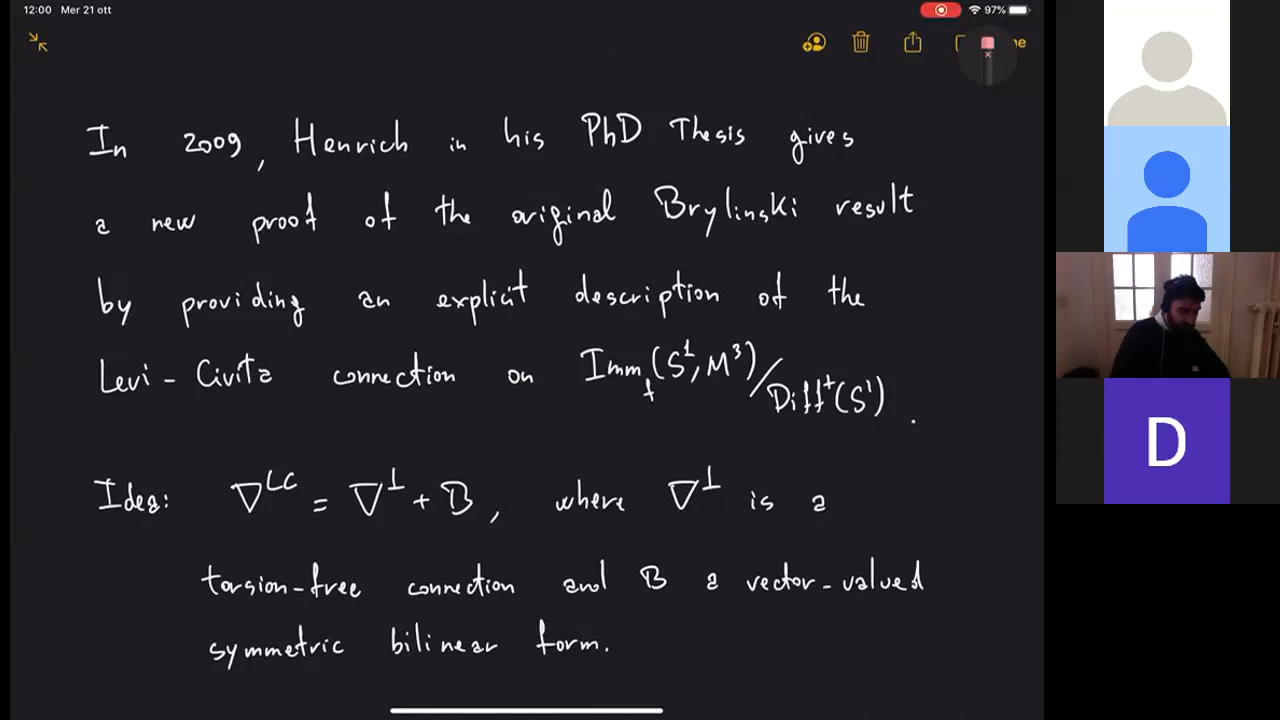 12:00 Mer 21 ott
97%
ne
In 2009, Henrich in his PhD Thesis gives
a new proof of the original Brylinski result
by providing an explicit description of the
Levi-Civita connection on Imm_f(S¹, M³)/Diff⁺(S¹).
Idea: ∇^LC = ∇^⊥ + B, where ∇^⊥ is a
torsion-free connection and B a vector-valued
symmetric bilinear form.
D